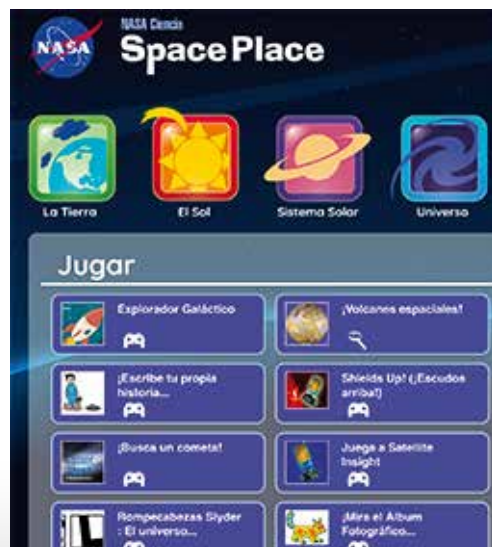 NASA
NASA Ciencia
Space Place
La Tierra
El Sol
Sistema Solar
Universo
Jugar
Explorador Galáctico
¡Volcanes espaciales!
¡Escribe tu propia
historia...
Shields Up! (¡Escudos
arriba!)
¡Busca un cometa!
Juega a Satellite
Insight
Rompecabezas Slyder
: El universo...
¡Mira el Álbum
Fotográfico...